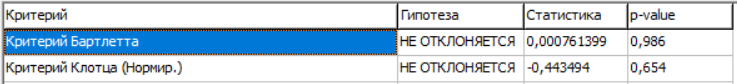 Критерий Гипотеза Статистика p-value
Критерий Бартлетта НЕ ОТКЛОНЯЕТСЯ 0,000761399 0,986
Критерий Клотца (Нормир.) НЕ ОТКЛОНЯЕТСЯ -0,443494 0,654